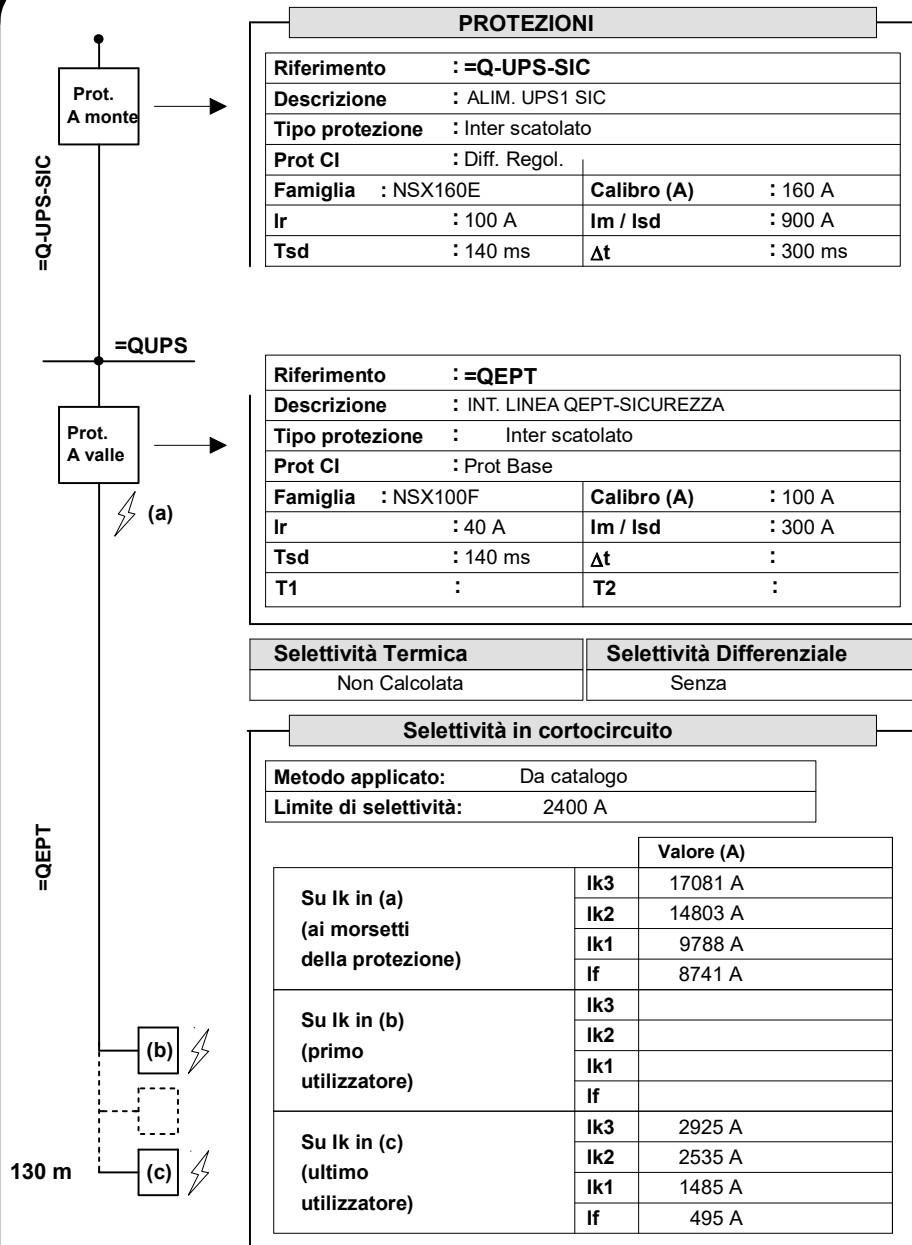 PROTEZIONI
Prot.
A monte
=Q-UPS-SIC
Riferimento : =Q-UPS-SIC
Descrizione : ALIM. UPS1 SIC
Tipo protezione : Inter scatolato
Prot CI : Diff. Regol.
Famiglia : NSX160E Calibro (A) : 160 A
Ir : 100 A Im / Isd : 900 A
Tsd : 140 ms Δt : 300 ms
=QUPS
Prot.
A valle
(a)
Riferimento : =QEPT
Descrizione : INT. LINEA QEPT-SICUREZZA
Tipo protezione : Inter scatolato
Prot CI : Prot Base
Famiglia : NSX100F Calibro (A) : 100 A
Ir : 40 A Im / Isd : 300 A
Tsd : 140 ms Δt :
T1 : T2 :
Selettività Termica Selettività Differenziale
Non Calcolata Senza
Selettività in cortocircuito
Metodo applicato: Da catalogo
Limite di selettività: 2400 A
=QEPT
Valore (A)
Su Ik in (a)
(ai morsetti
della protezione)
Ik3 17081 A
Ik2 14803 A
Ik1 9788 A
If 8741 A
(b)
Su Ik in (b)
(primo
utilizzatore)
Ik3
Ik2
Ik1
If
130 m (c)
Su Ik in (c)
(ultimo
utilizzatore)
Ik3 2925 A
Ik2 2535 A
Ik1 1485 A
If 495 A